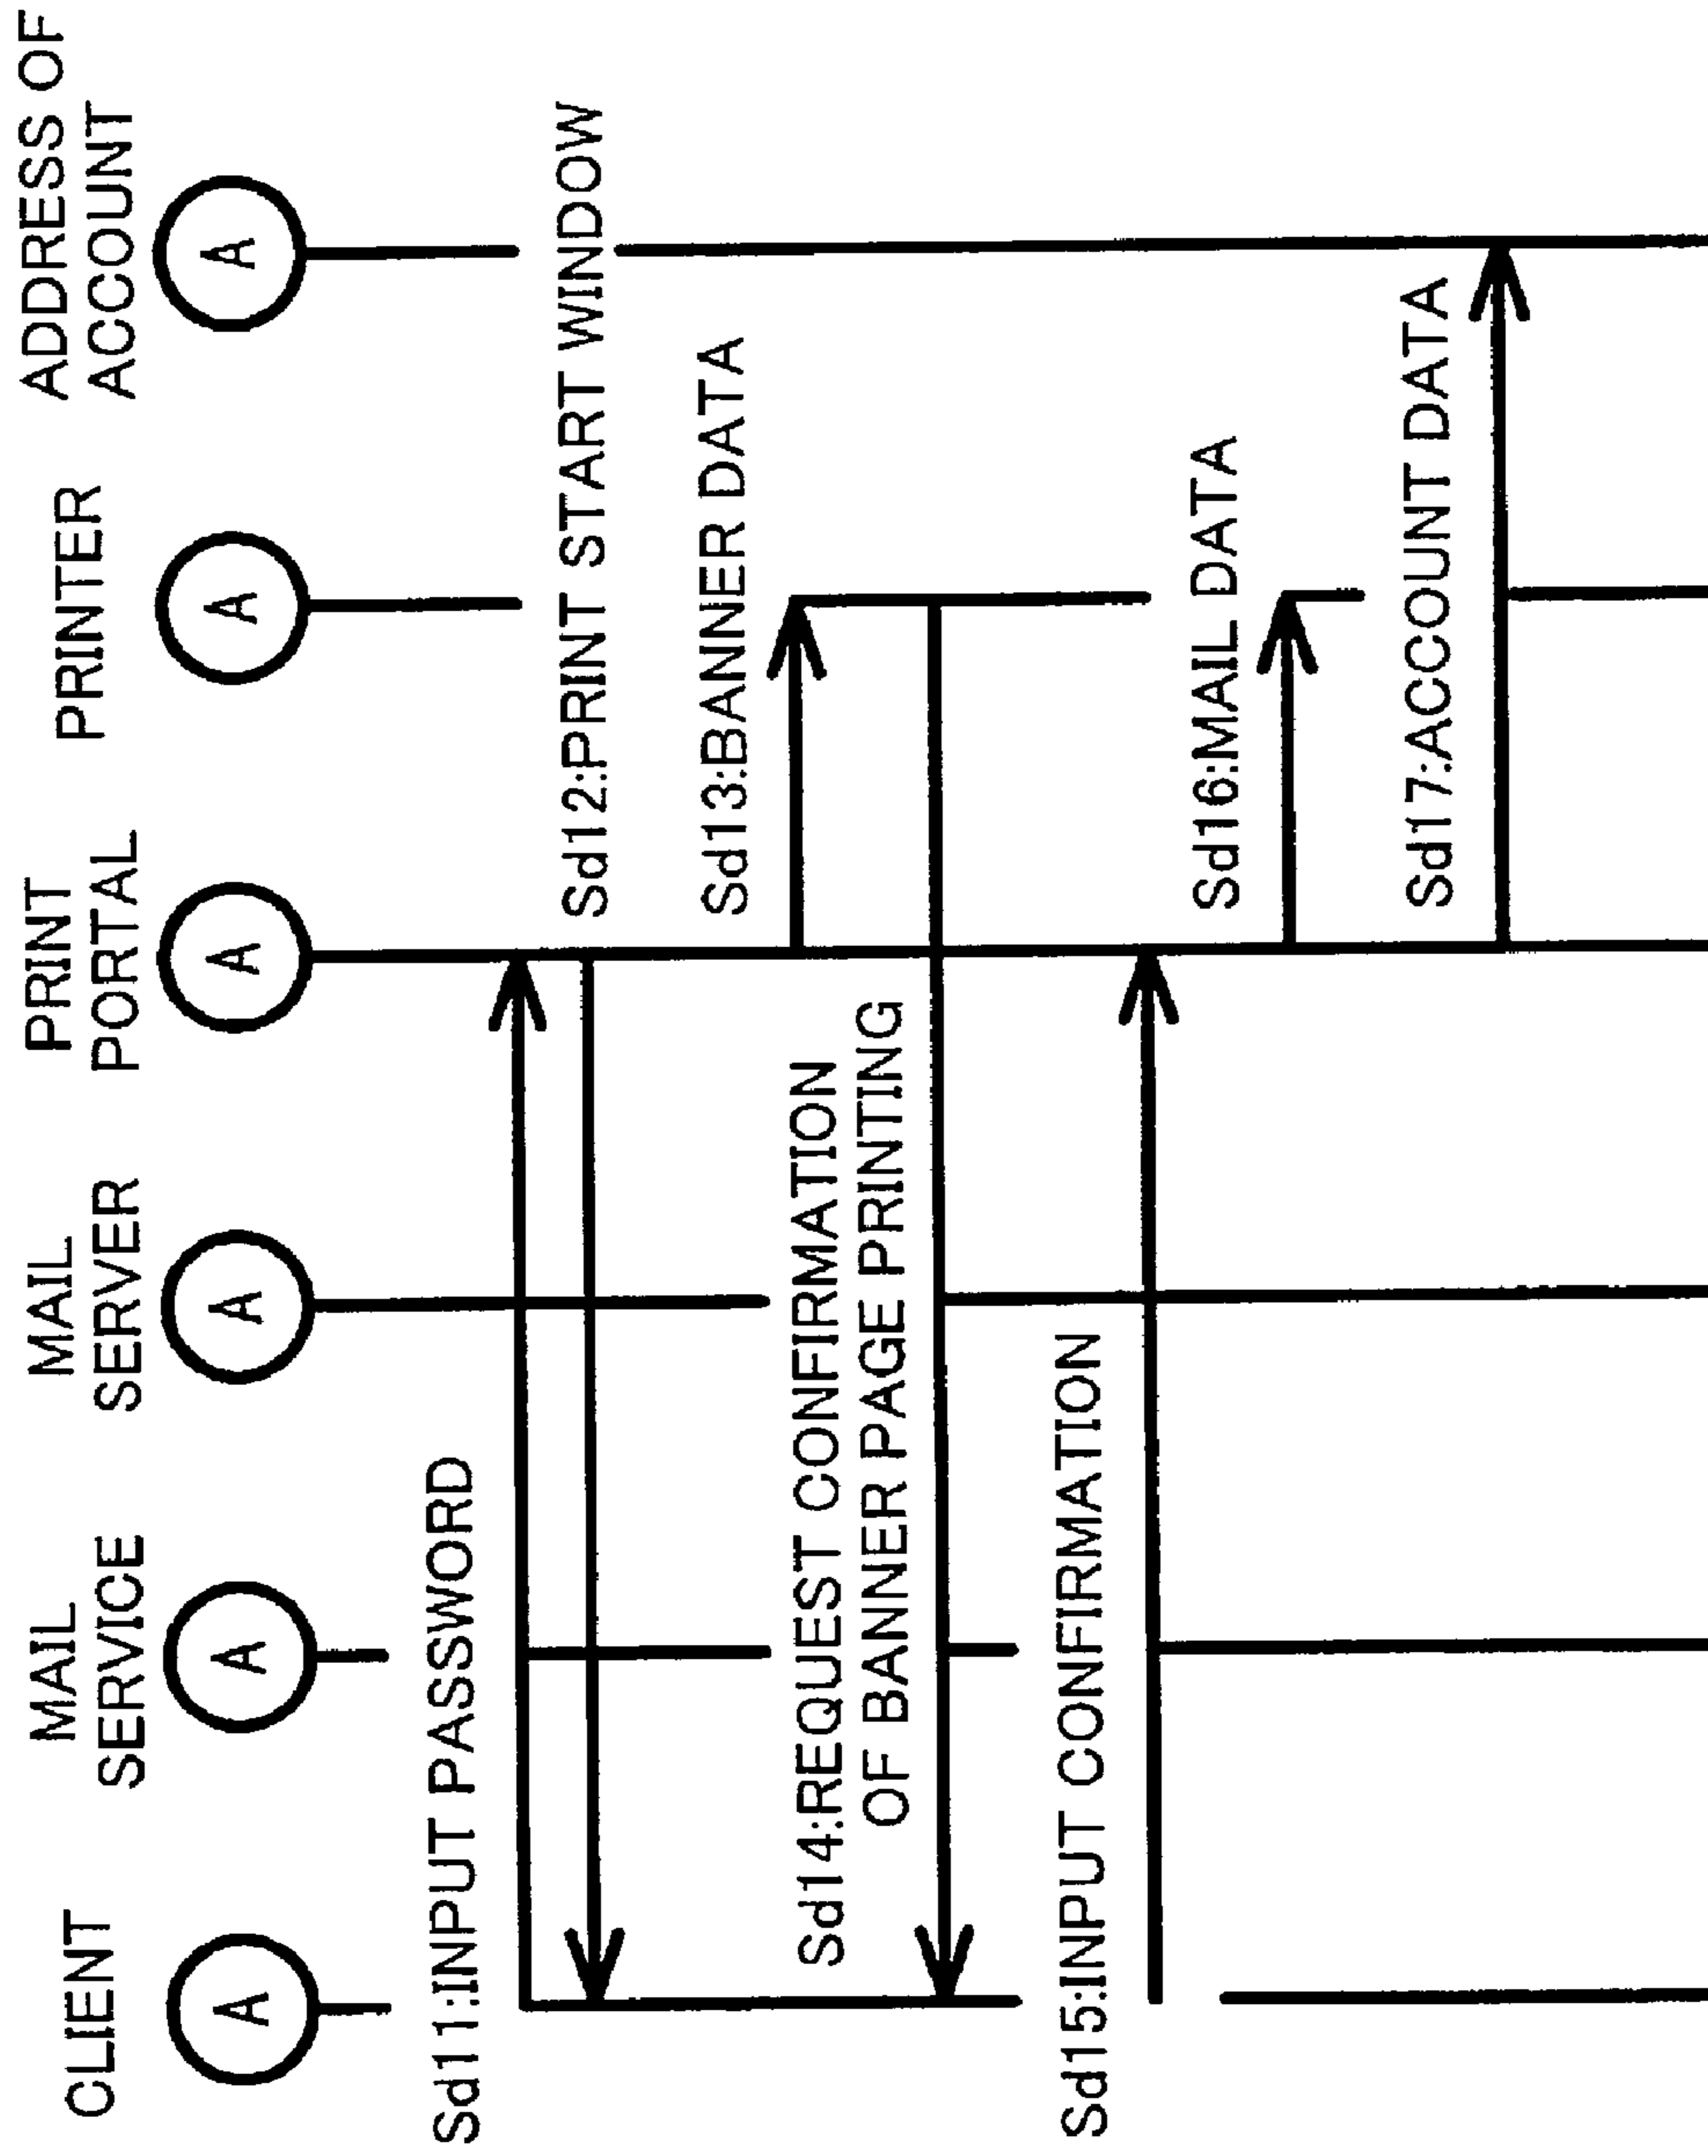 CLIENT
MAIL
SERVICE
MAIL
SERVER
PRINT
PORTAL
PRINTER
ADDRESS OF
ACCOUNT
A
A
A
A
A
A
Sd11:INPUT PASSWORD
Sd12:PRINT START WINDOW
Sd13:BANNER DATA
Sd14:REQUEST CONFIRMATION
OF BANNER PAGE PRINTING
Sd15:INPUT CONFIRMATION
Sd16:MAIL DATA
Sd17:ACCOUNT DATA